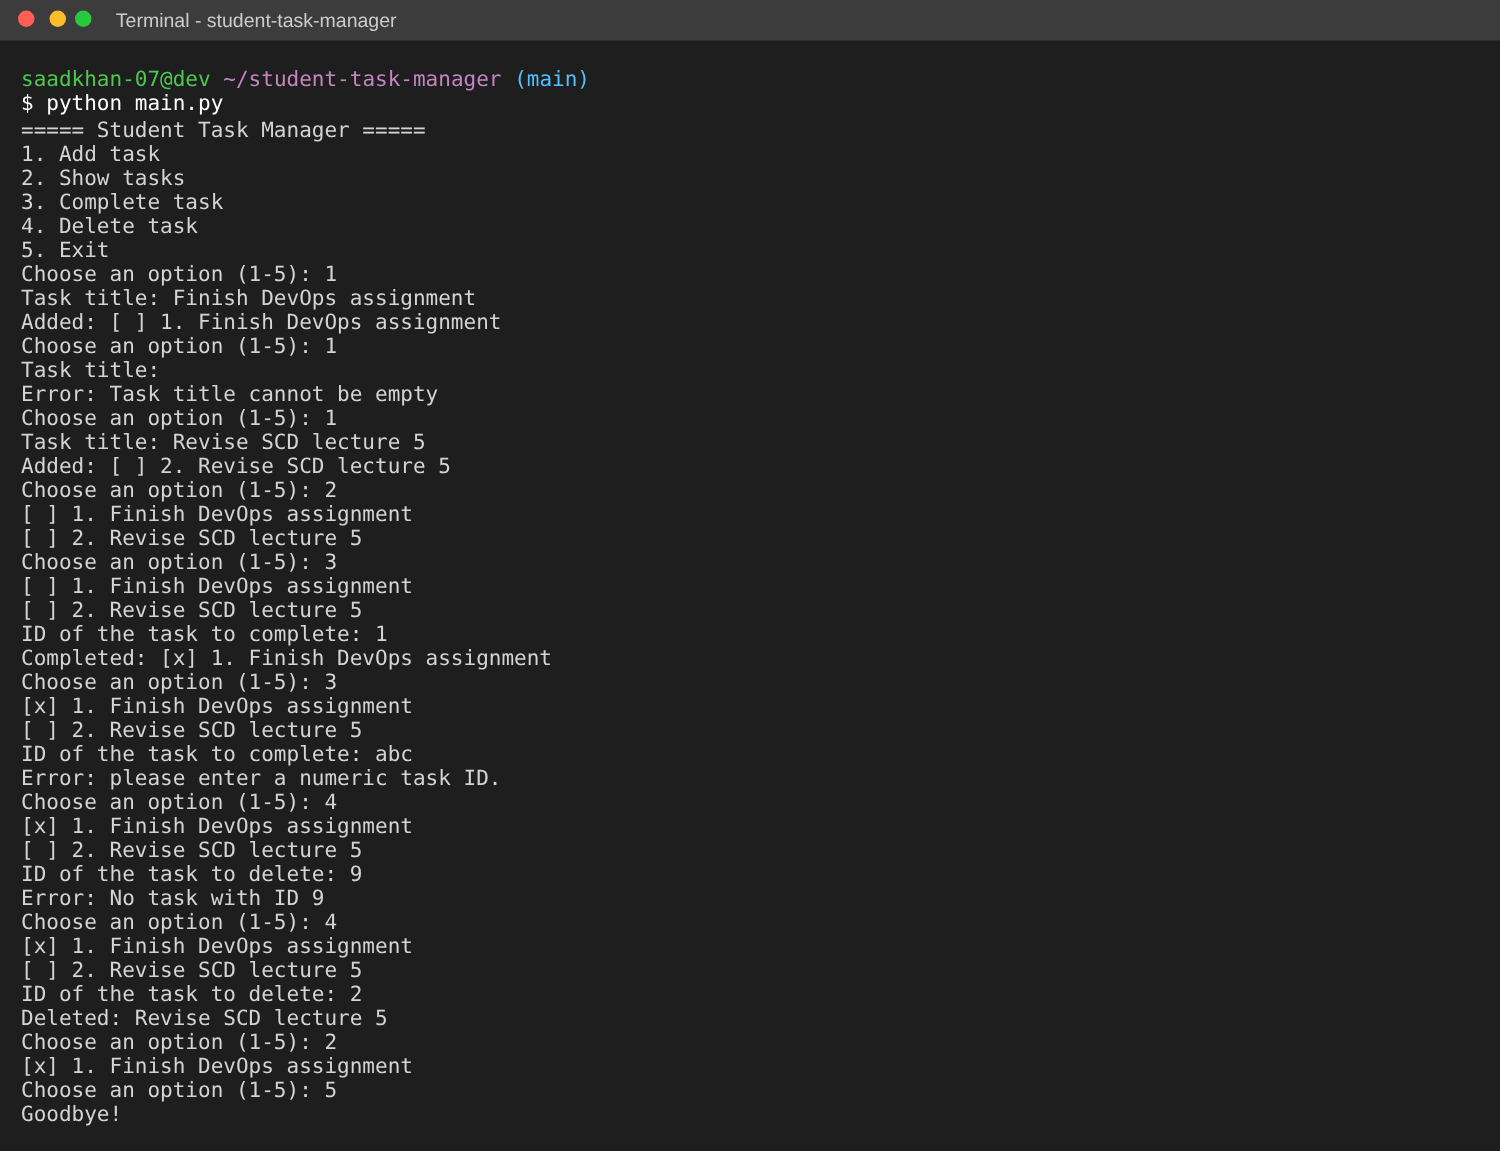 Terminal - student-task-manager
saadkhan-07@dev ~/student-task-manager (main)
$ python main.py
===== Student Task Manager =====
1. Add task
2. Show tasks
3. Complete task
4. Delete task
5. Exit
Choose an option (1-5): 1
Task title: Finish DevOps assignment
Added: [ ] 1. Finish DevOps assignment
Choose an option (1-5): 1
Task title:
Error: Task title cannot be empty
Choose an option (1-5): 1
Task title: Revise SCD lecture 5
Added: [ ] 2. Revise SCD lecture 5
Choose an option (1-5): 2
[ ] 1. Finish DevOps assignment
[ ] 2. Revise SCD lecture 5
Choose an option (1-5): 3
[ ] 1. Finish DevOps assignment
[ ] 2. Revise SCD lecture 5
ID of the task to complete: 1
Completed: [x] 1. Finish DevOps assignment
Choose an option (1-5): 3
[x] 1. Finish DevOps assignment
[ ] 2. Revise SCD lecture 5
ID of the task to complete: abc
Error: please enter a numeric task ID.
Choose an option (1-5): 4
[x] 1. Finish DevOps assignment
[ ] 2. Revise SCD lecture 5
ID of the task to delete: 9
Error: No task with ID 9
Choose an option (1-5): 4
[x] 1. Finish DevOps assignment
[ ] 2. Revise SCD lecture 5
ID of the task to delete: 2
Deleted: Revise SCD lecture 5
Choose an option (1-5): 2
[x] 1. Finish DevOps assignment
Choose an option (1-5): 5
Goodbye!